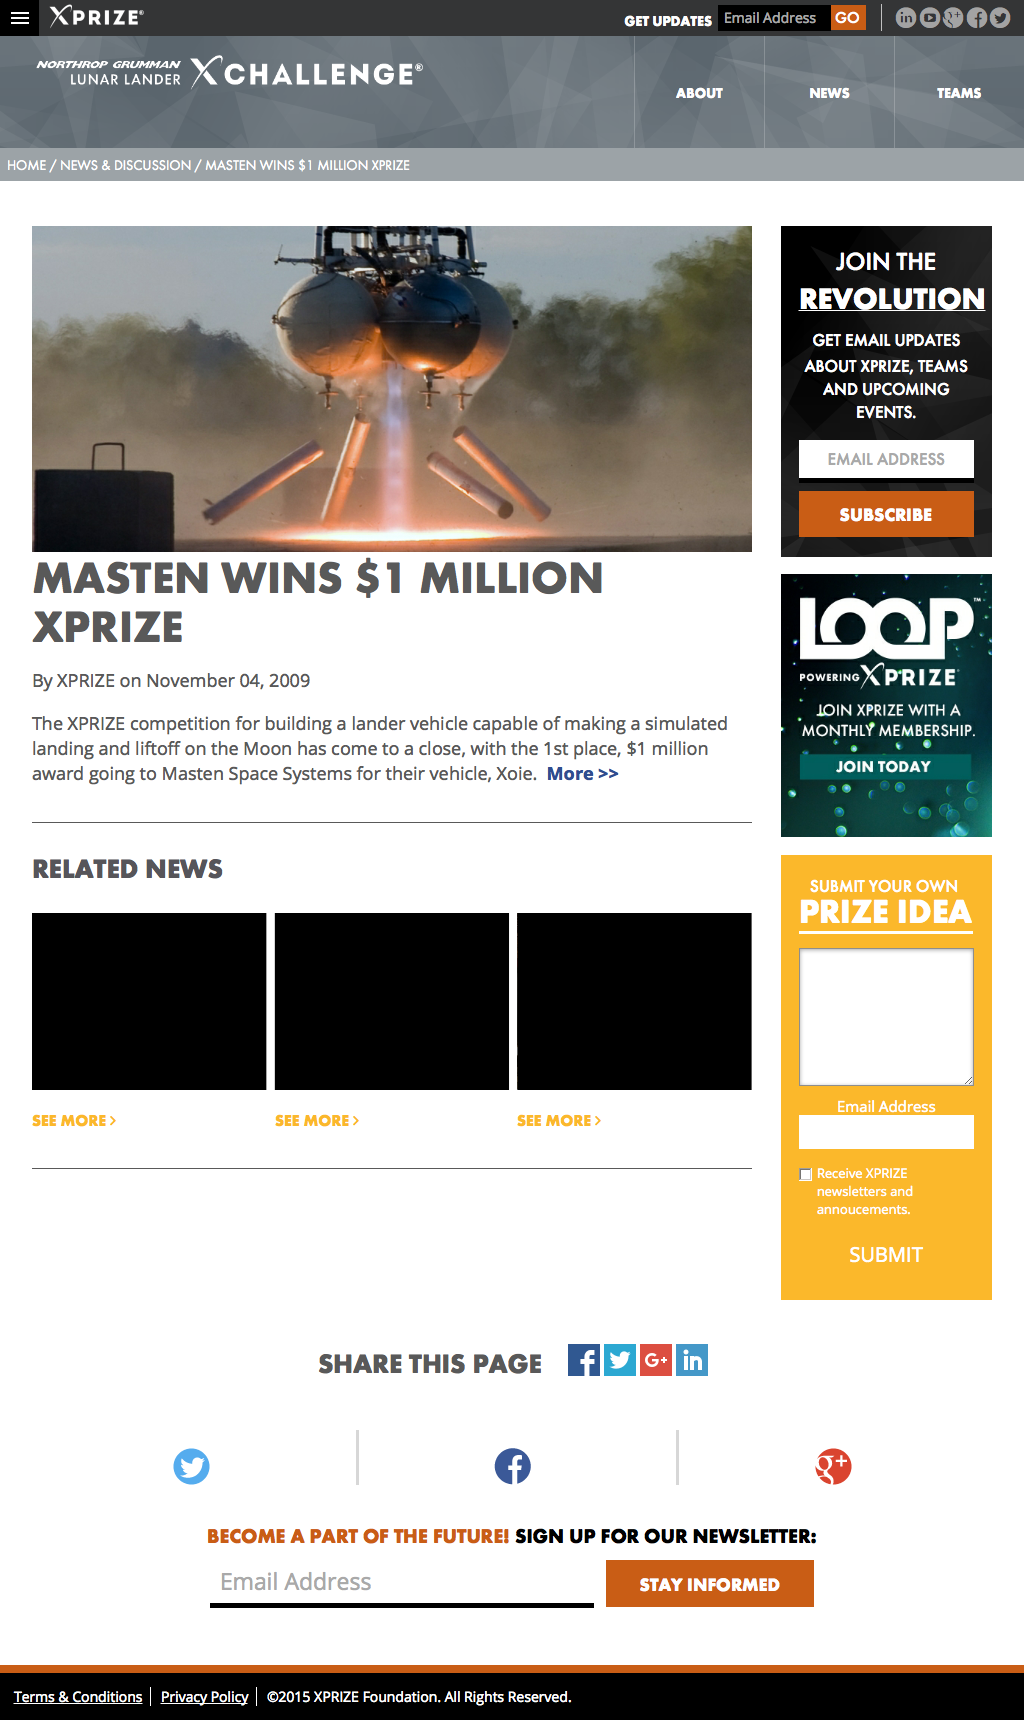 XPRIZE®
GET UPDATES
Email Address
GO
NORTHROP GRUMMAN
LUNAR LANDER
XCHALLENGE®
ABOUT
NEWS
TEAMS
HOME / NEWS & DISCUSSION / MASTEN WINS $1 MILLION XPRIZE
MASTEN WINS $1 MILLION
XPRIZE
By XPRIZE on November 04, 2009
The XPRIZE competition for building a lander vehicle capable of making a simulated
landing and liftoff on the Moon has come to a close, with the 1st place, $1 million
award going to Masten Space Systems for their vehicle, Xoie. More >>
RELATED NEWS
SEE MORE >
SEE MORE >
SEE MORE >
JOIN THE
REVOLUTION
GET EMAIL UPDATES
ABOUT XPRIZE, TEAMS
AND UPCOMING
EVENTS.
EMAIL ADDRESS
SUBSCRIBE
LOOP™
POWERING XPRIZE
JOIN XPRIZE WITH A
MONTHLY MEMBERSHIP.
JOIN TODAY
SUBMIT YOUR OWN
PRIZE IDEA
Email Address
Receive XPRIZE
newsletters and
annoucements.
SUBMIT
SHARE THIS PAGE
BECOME A PART OF THE FUTURE! SIGN UP FOR OUR NEWSLETTER:
Email Address
STAY INFORMED
Terms & Conditions | Privacy Policy | ©2015 XPRIZE Foundation. All Rights Reserved.